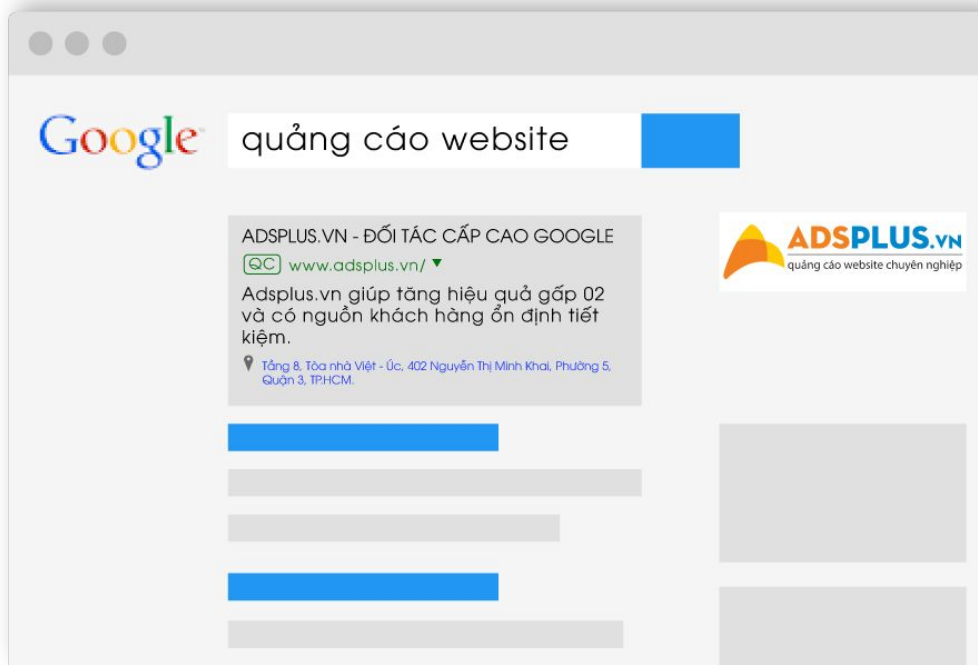 Google
quảng cáo website
ADSPLUS.VN - ĐỐI TÁC CẤP CAO GOOGLE
QC www.adsplus.vn/
Adsplus.vn giúp tăng hiệu quả gấp 02
và có nguồn khách hàng ổn định tiết
kiệm.
Tầng 8, Tòa nhà Việt - Úc, 402 Nguyễn Thị Minh Khai, Phường 5,
Quận 3, TP.HCM.
ADSPLUS.VN
quảng cáo website chuyên nghiệp